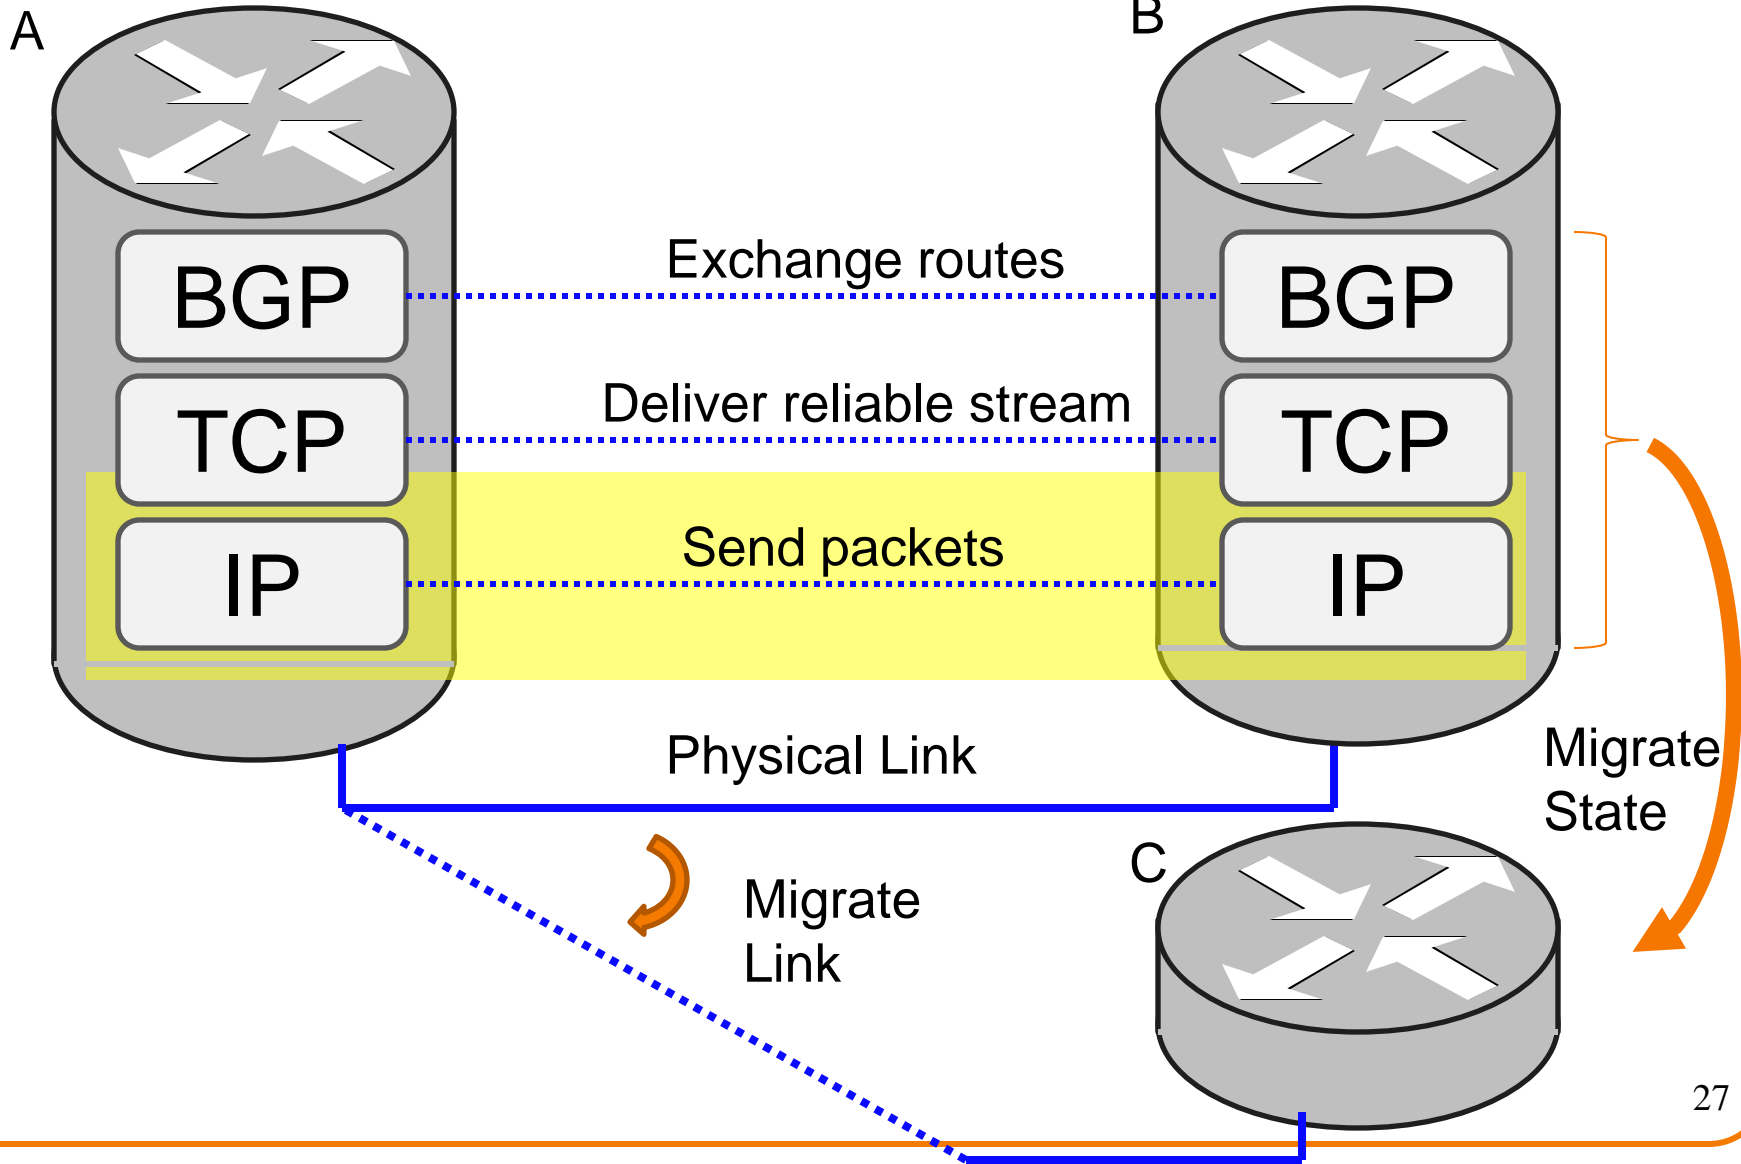 A
B
BGP
Exchange routes
BGP
TCP
Deliver reliable stream
TCP
IP
Send packets
IP
Physical Link
Migrate
State
Migrate
Link
C
27